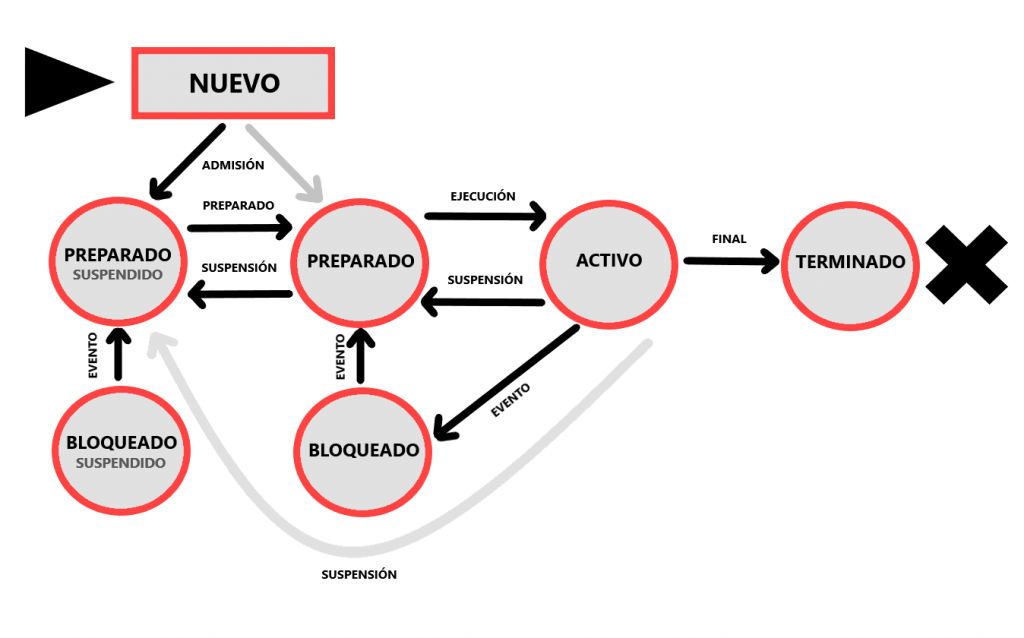 NUEVO
ADMISIÓN
PREPARADO
EJECUCIÓN
FINAL
PREPARADO
SUSPENDIDO
SUSPENSIÓN
PREPARADO
SUSPENSIÓN
ACTIVO
TERMINADO
EVENTO
EVENTO
EVENTO
BLOQUEADO
SUSPENDIDO
BLOQUEADO
SUSPENSIÓN